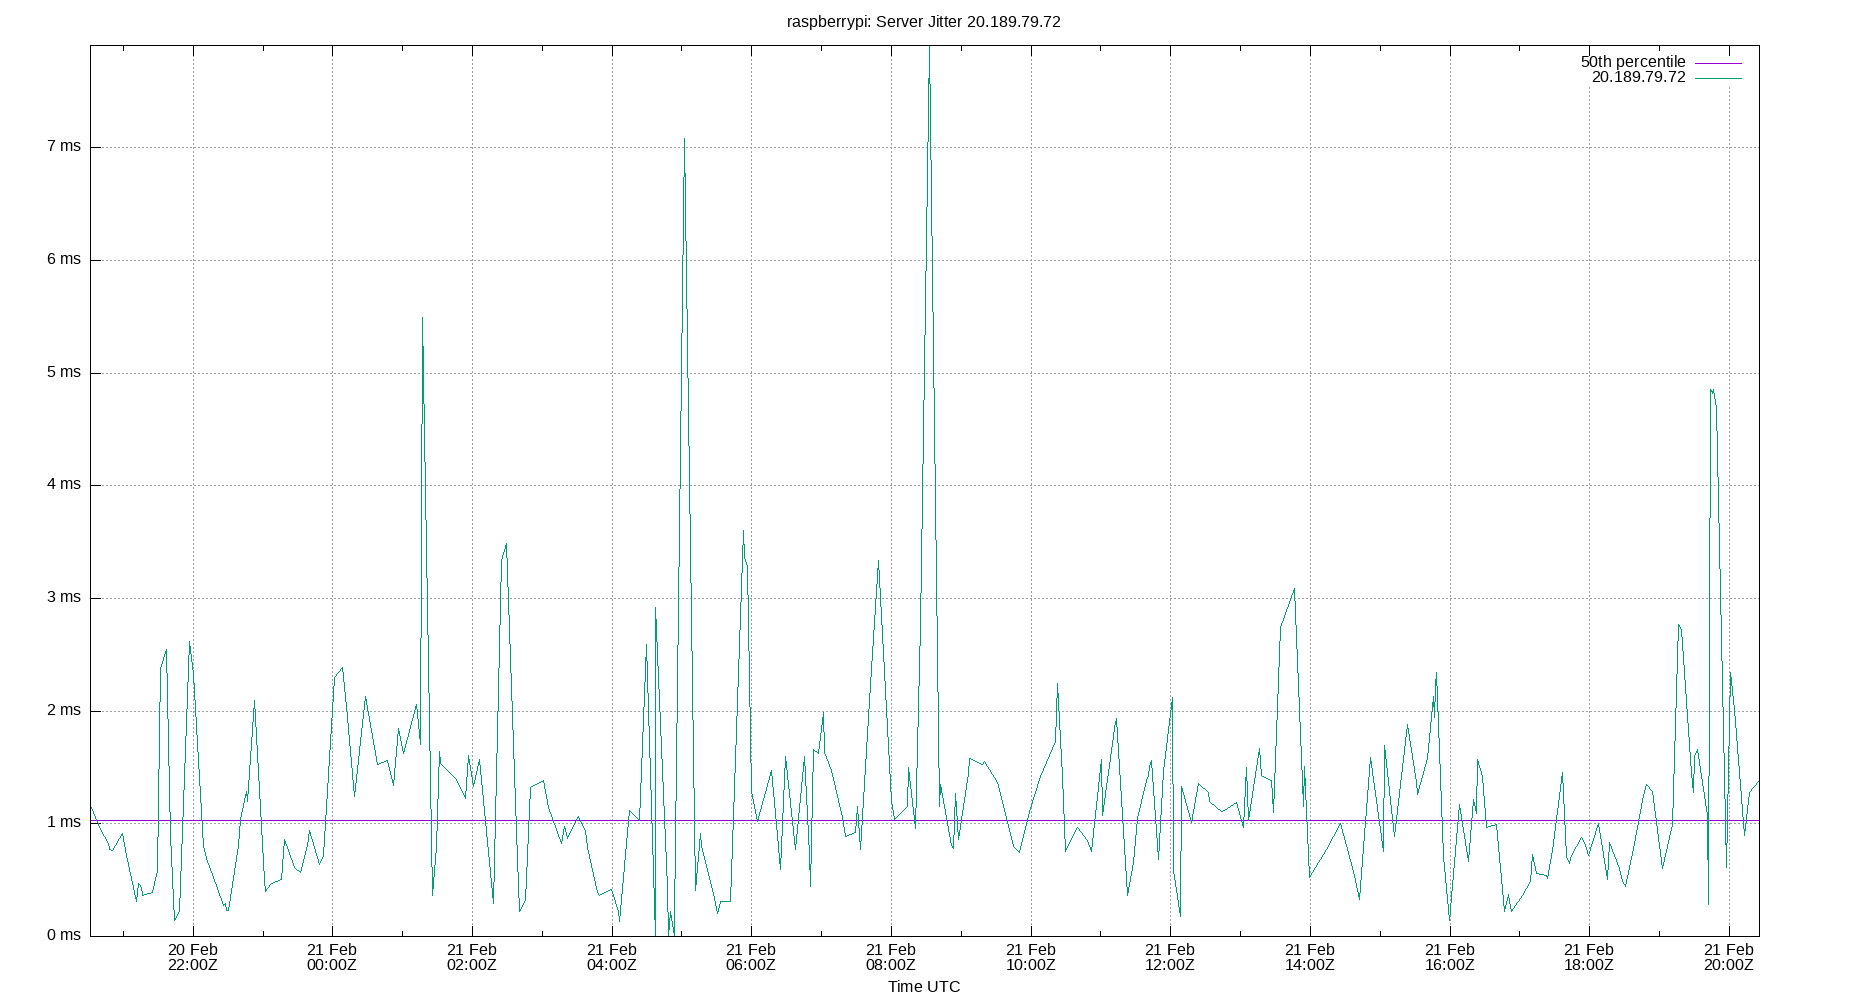 raspberrypi: Server Jitter 20.189.79.72
50th percentile
20.189.79.72
7 ms
6 ms
5 ms
4 ms
3 ms
2 ms
1 ms
0 ms
20 Feb 21 Feb 21 Feb 21 Feb 21 Feb 21 Feb 21 Feb 21 Feb 21 Feb 21 Feb 21 Feb 21 Feb
22:00Z 00:00Z 02:00Z 04:00Z 06:00Z 08:00Z 10:00Z 12:00Z 14:00Z 16:00Z 18:00Z 20:00Z
Time UTC